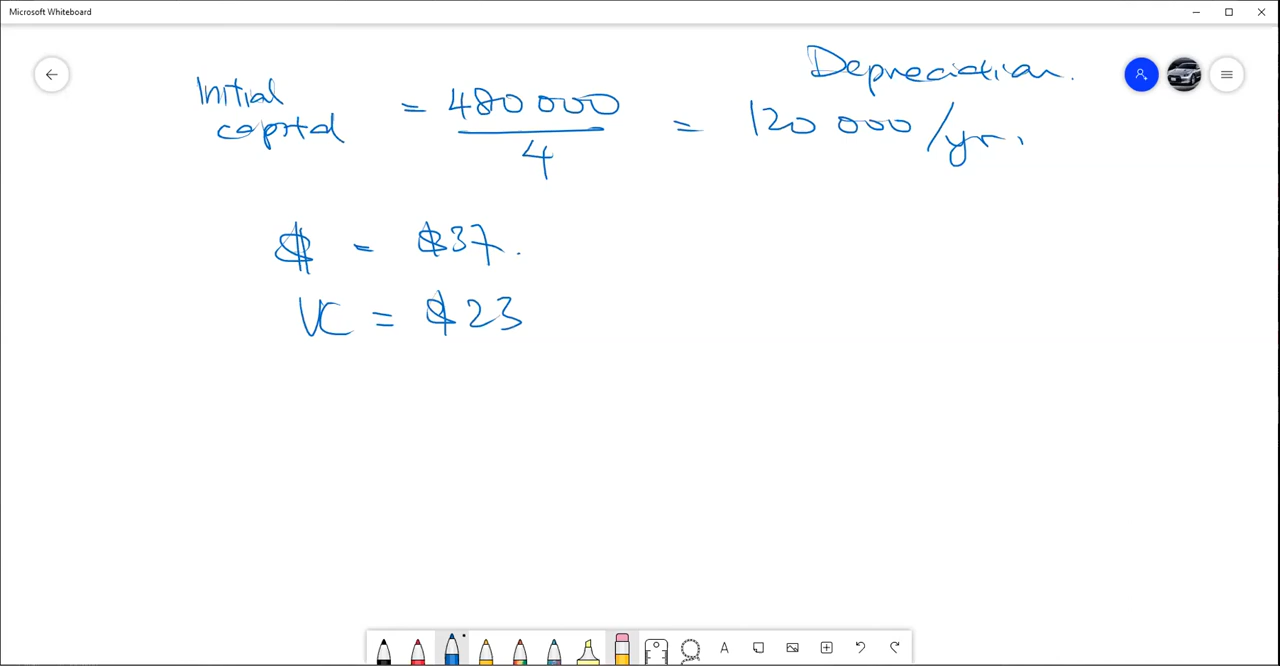 Microsoft Whiteboard
Depreciation.
Initial capital = 480 000 / 4 = 120 000 /yr.
$ = $37.
VC = $23